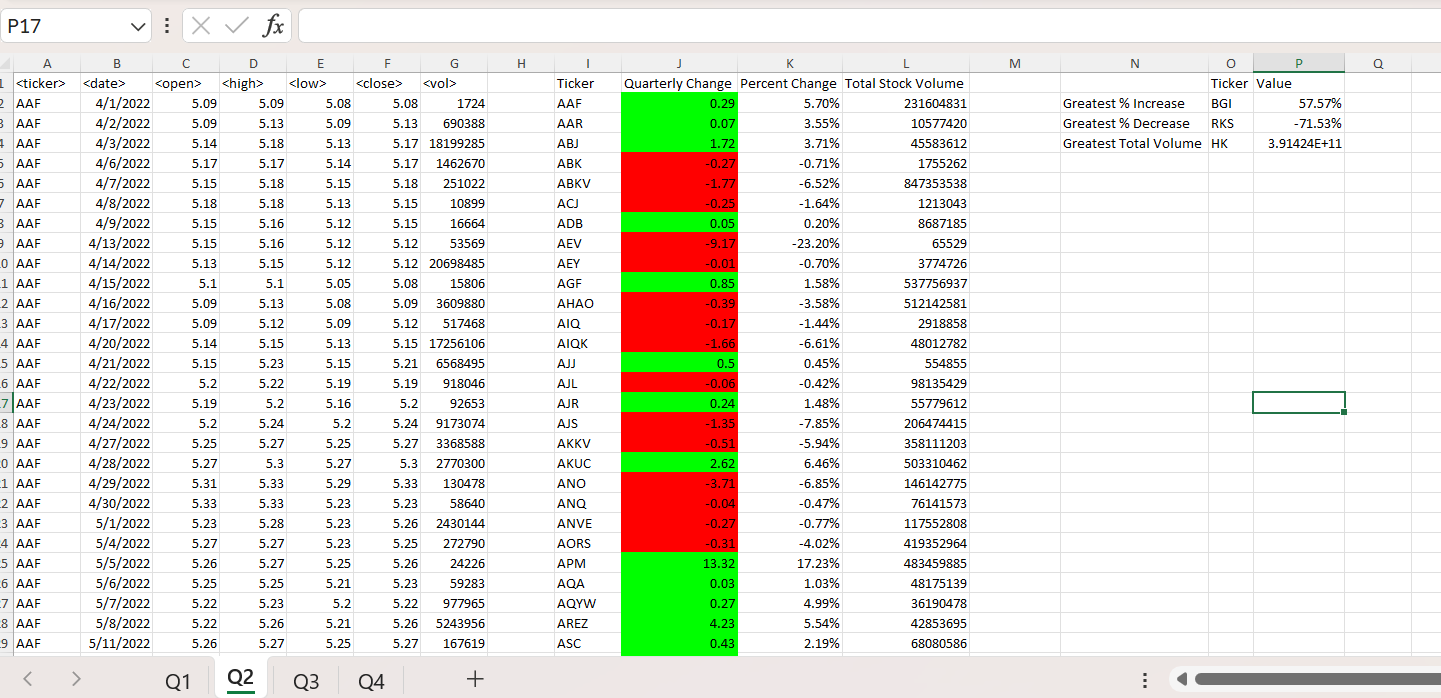 P17 fx
A B C D E F G H I J K L M N O P Q
1 <ticker> <date> <open> <high> <low> <close> <vol> Ticker Quarterly Change Percent Change Total Stock Volume Ticker Value
2 AAF 4/1/2022 5.09 5.09 5.08 5.08 1724 AAF 0.29 5.70% 231604831 Greatest % Increase BGI 57.57%
3 AAF 4/2/2022 5.09 5.13 5.09 5.13 690388 AAR 0.07 3.55% 10577420 Greatest % Decrease RKS -71.53%
4 AAF 4/3/2022 5.14 5.18 5.13 5.17 18199285 ABJ 1.72 3.71% 45583612 Greatest Total Volume HK 3.91424E+11
5 AAF 4/6/2022 5.17 5.17 5.14 5.17 1462670 ABK -0.27 -0.71% 1755262
6 AAF 4/7/2022 5.15 5.18 5.15 5.18 251022 ABKV -1.77 -6.52% 847353538
7 AAF 4/8/2022 5.18 5.18 5.13 5.15 10899 ACJ -0.25 -1.64% 1213043
8 AAF 4/9/2022 5.15 5.16 5.12 5.15 16664 ADB 0.05 0.20% 8687185
9 AAF 4/13/2022 5.15 5.16 5.12 5.12 53569 AEV -9.17 -23.20% 65529
0 AAF 4/14/2022 5.13 5.15 5.12 5.12 20698485 AEY -0.01 -0.70% 3774726
1 AAF 4/15/2022 5.1 5.1 5.05 5.08 15806 AGF 0.85 1.58% 537756937
2 AAF 4/16/2022 5.09 5.13 5.08 5.09 3609880 AHAO -0.39 -3.58% 512142581
3 AAF 4/17/2022 5.09 5.12 5.09 5.12 517468 AIQ -0.17 -1.44% 2918858
4 AAF 4/20/2022 5.14 5.15 5.13 5.15 17256106 AIQK -1.66 -6.61% 48012782
5 AAF 4/21/2022 5.15 5.23 5.15 5.21 6568495 AJJ 0.5 0.45% 554855
6 AAF 4/22/2022 5.2 5.22 5.19 5.19 918046 AJL -0.06 -0.42% 98135429
7 AAF 4/23/2022 5.19 5.2 5.16 5.2 92653 AJR 0.24 1.48% 55779612
8 AAF 4/24/2022 5.2 5.24 5.2 5.24 9173074 AJS -1.35 -7.85% 206474415
9 AAF 4/27/2022 5.25 5.27 5.25 5.27 3368588 AKKV -0.51 -5.94% 358111203
0 AAF 4/28/2022 5.27 5.3 5.27 5.3 2770300 AKUC 2.62 6.46% 503310462
1 AAF 4/29/2022 5.31 5.33 5.29 5.33 130478 ANO -3.71 -6.85% 146142775
2 AAF 4/30/2022 5.33 5.33 5.23 5.23 58640 ANQ -0.04 -0.47% 76141573
3 AAF 5/1/2022 5.23 5.28 5.23 5.26 2430144 ANVE -0.27 -0.77% 117552808
4 AAF 5/4/2022 5.27 5.27 5.23 5.25 272790 AORS -0.31 -4.02% 419352964
5 AAF 5/5/2022 5.26 5.27 5.25 5.26 24226 APM 13.32 17.23% 483459885
6 AAF 5/6/2022 5.25 5.25 5.21 5.23 59283 AQA 0.03 1.03% 48175139
7 AAF 5/7/2022 5.22 5.23 5.2 5.22 977965 AQYW 0.27 4.99% 36190478
8 AAF 5/8/2022 5.22 5.26 5.21 5.26 5243956 AREZ 4.23 5.54% 42853695
9 AAF 5/11/2022 5.26 5.27 5.25 5.27 167619 ASC 0.43 2.19% 68080586
Q1 Q2 Q3 Q4 +